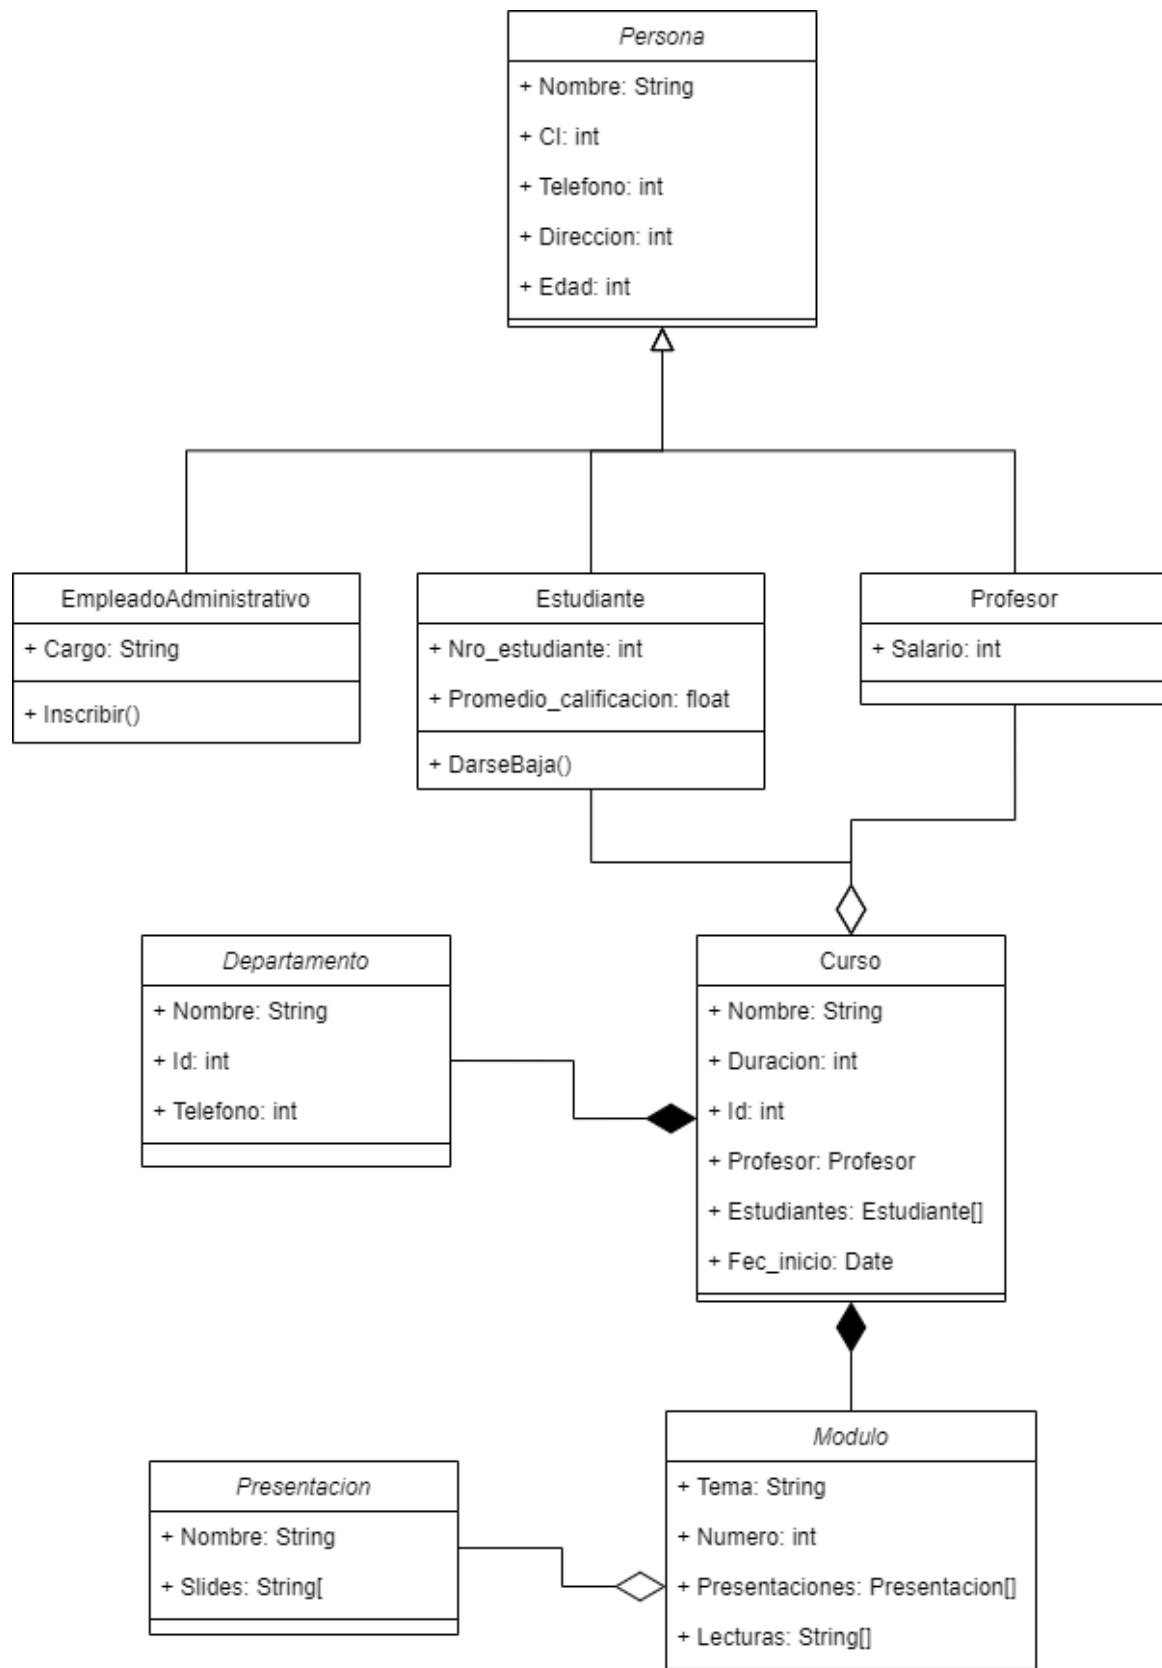 Persona
+ Nombre: String
+ CI: int
+ Telefono: int
+ Direccion: int
+ Edad: int
EmpleadoAdministrativo
+ Cargo: String
+ Inscribir()
Estudiante
+ Nro_estudiante: int
+ Promedio_calificacion: float
+ DarseBaja()
Profesor
+ Salario: int
Departamento
+ Nombre: String
+ Id: int
+ Telefono: int
Curso
+ Nombre: String
+ Duracion: int
+ Id: int
+ Profesor: Profesor
+ Estudiantes: Estudiante[]
+ Fec_inicio: Date
Presentacion
+ Nombre: String
+ Slides: String[
Modulo
+ Tema: String
+ Numero: int
+ Presentaciones: Presentacion[]
+ Lecturas: String[]